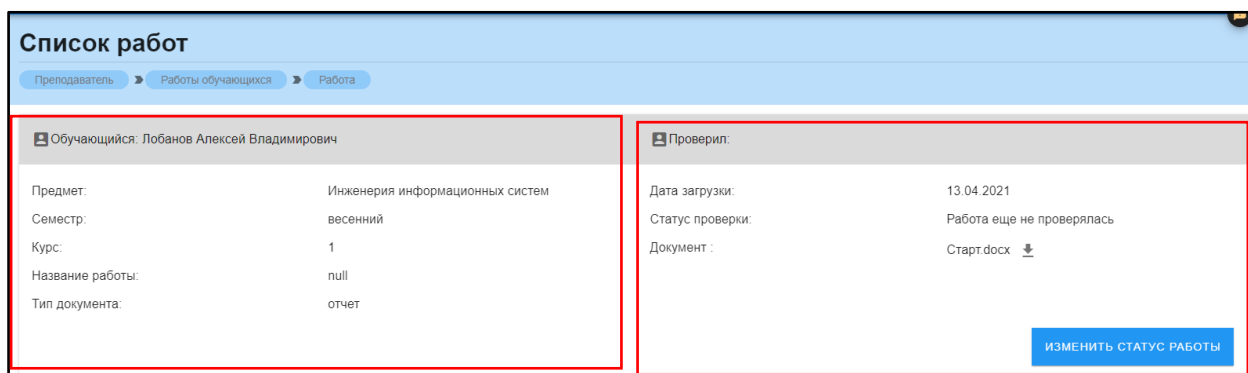 Список работ
Преподаватель Работы обучающихся Работа
Обучающийся: Лобанов Алексей Владимирович
Предмет: Инженерия информационных систем
Семестр: весенний
Курс: 1
Название работы: null
Тип документа: отчет
Проверил:
Дата загрузки: 13.04.2021
Статус проверки: Работа еще не проверялась
Документ : Старт.docx
ИЗМЕНИТЬ СТАТУС РАБОТЫ